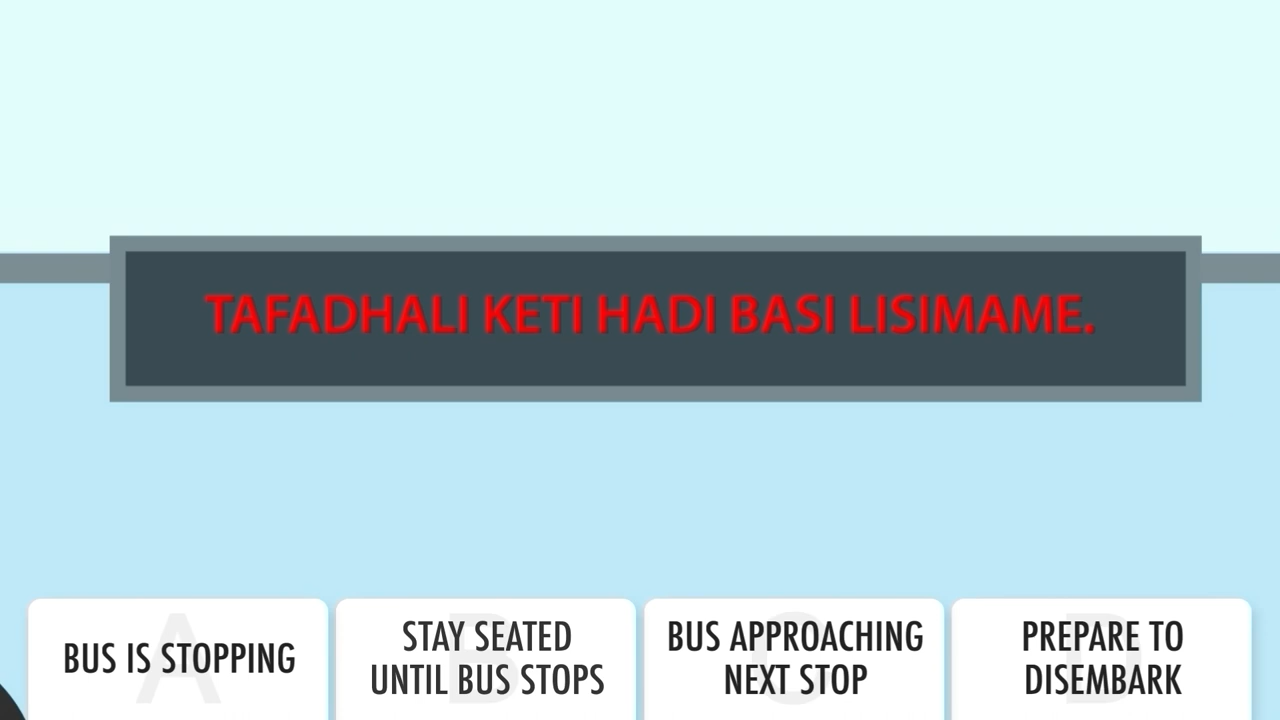 TAFADHALI KETI HADI BASI LISIMAME.
A
BUS IS STOPPING
B
STAY SEATED
UNTIL BUS STOPS
C
BUS APPROACHING
NEXT STOP
D
PREPARE TO
DISEMBARK